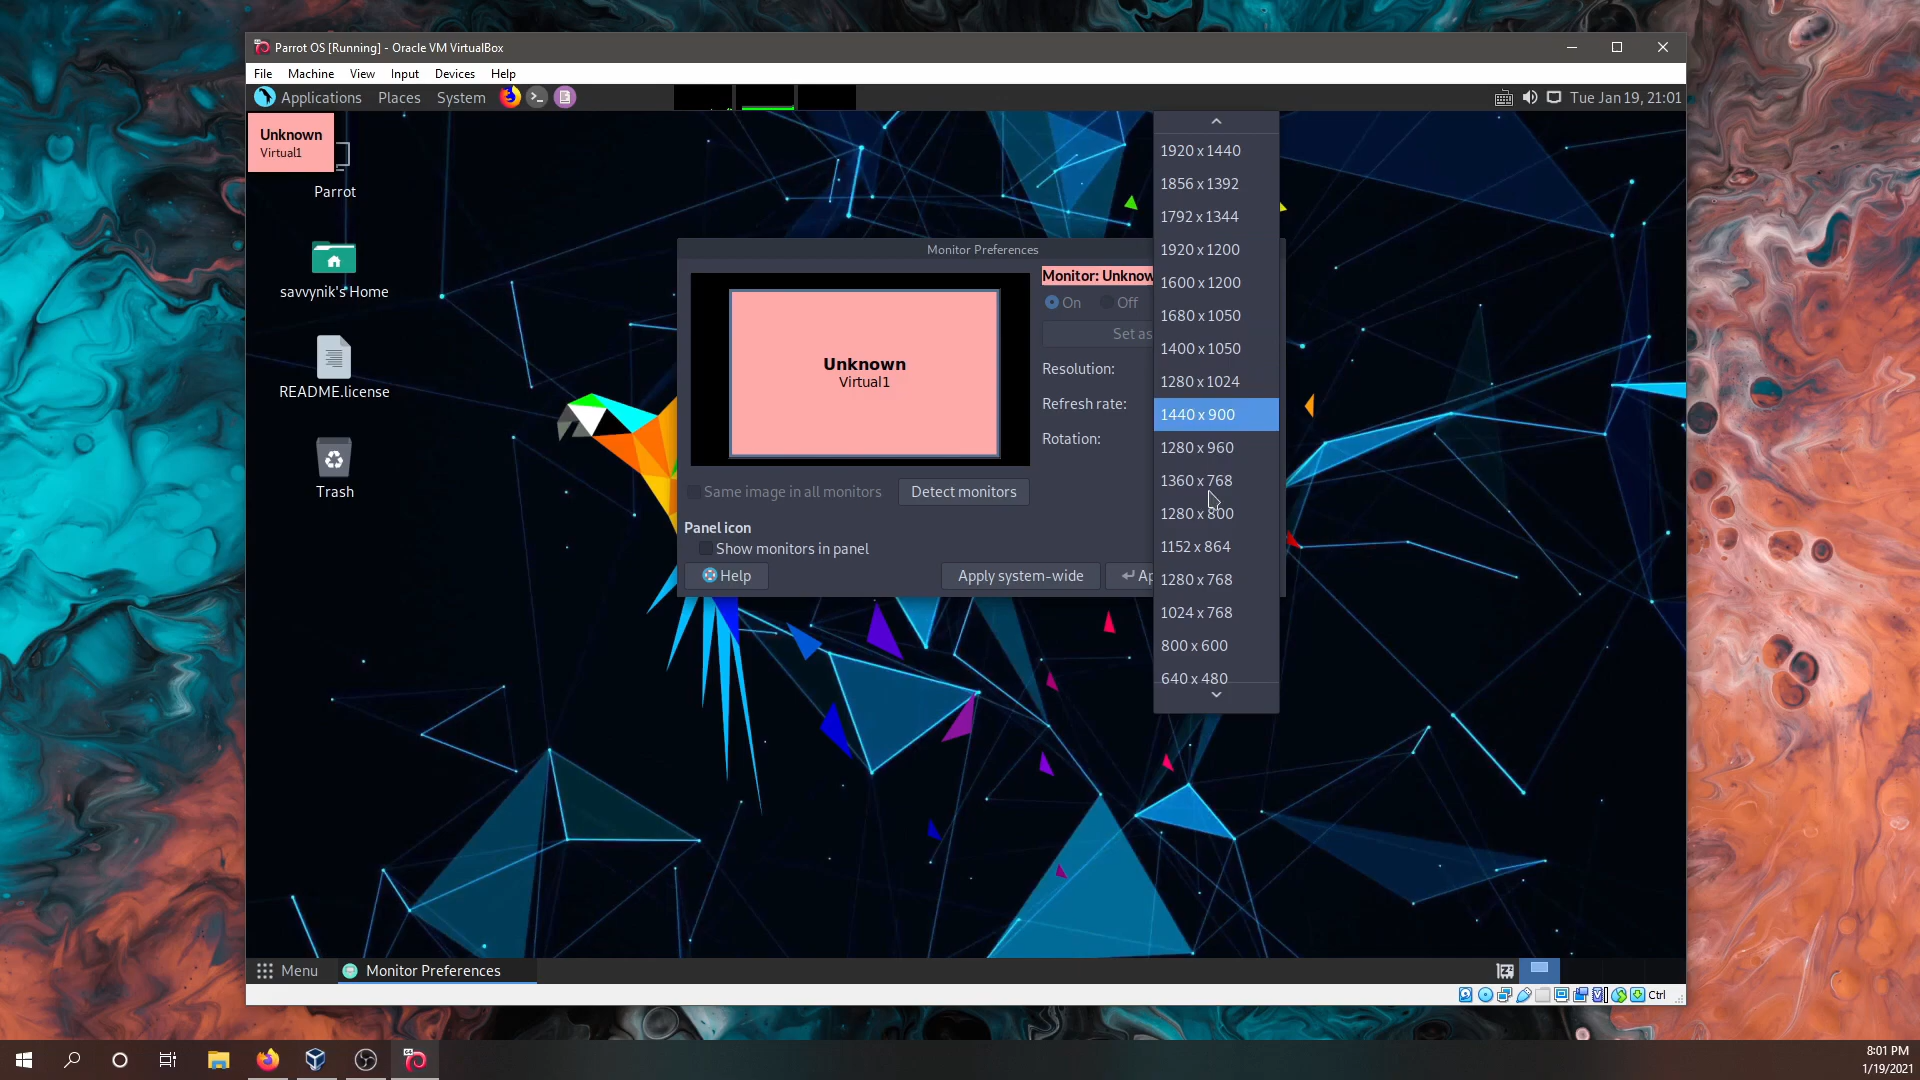 Parrot OS [Running] - Oracle VM VirtualBox
File Machine View Input Devices Help
Applications Places System
Tue Jan 19, 21:01
Unknown
Virtual1
Parrot
savvynik's Home
README.license
Trash
Monitor Preferences
Unknown
Virtual1
Monitor: Unknow
On Off
Set as
Resolution:
Refresh rate:
Rotation:
Same image in all monitors
Detect monitors
Panel icon
Show monitors in panel
Help
Apply system-wide
Ap
1920 x 1440
1856 x 1392
1792 x 1344
1920 x 1200
1600 x 1200
1680 x 1050
1400 x 1050
1280 x 1024
1440 x 900
1280 x 960
1360 x 768
1280 x 800
1152 x 864
1280 x 768
1024 x 768
800 x 600
640 x 480
Menu
Monitor Preferences
Ctrl
8:01 PM
1/19/2021